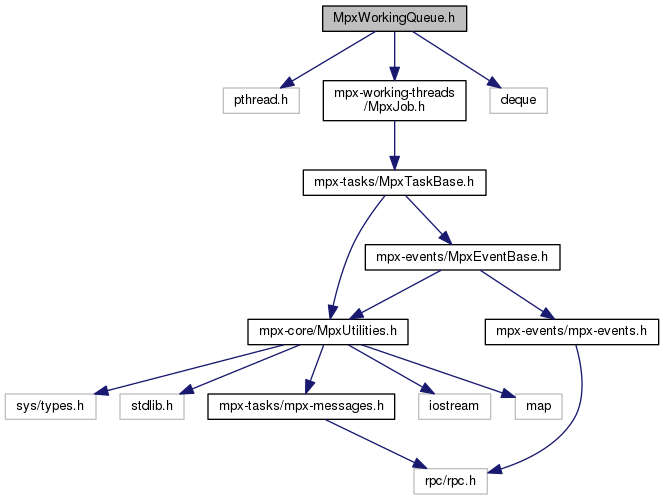 MpxWorkingQueue.h
pthread.h
mpx-working-threads
/MpxJob.h
deque
mpx-tasks/MpxTaskBase.h
mpx-events/MpxEventBase.h
mpx-core/MpxUtilities.h
mpx-events/mpx-events.h
sys/types.h
stdlib.h
mpx-tasks/mpx-messages.h
iostream
map
rpc/rpc.h